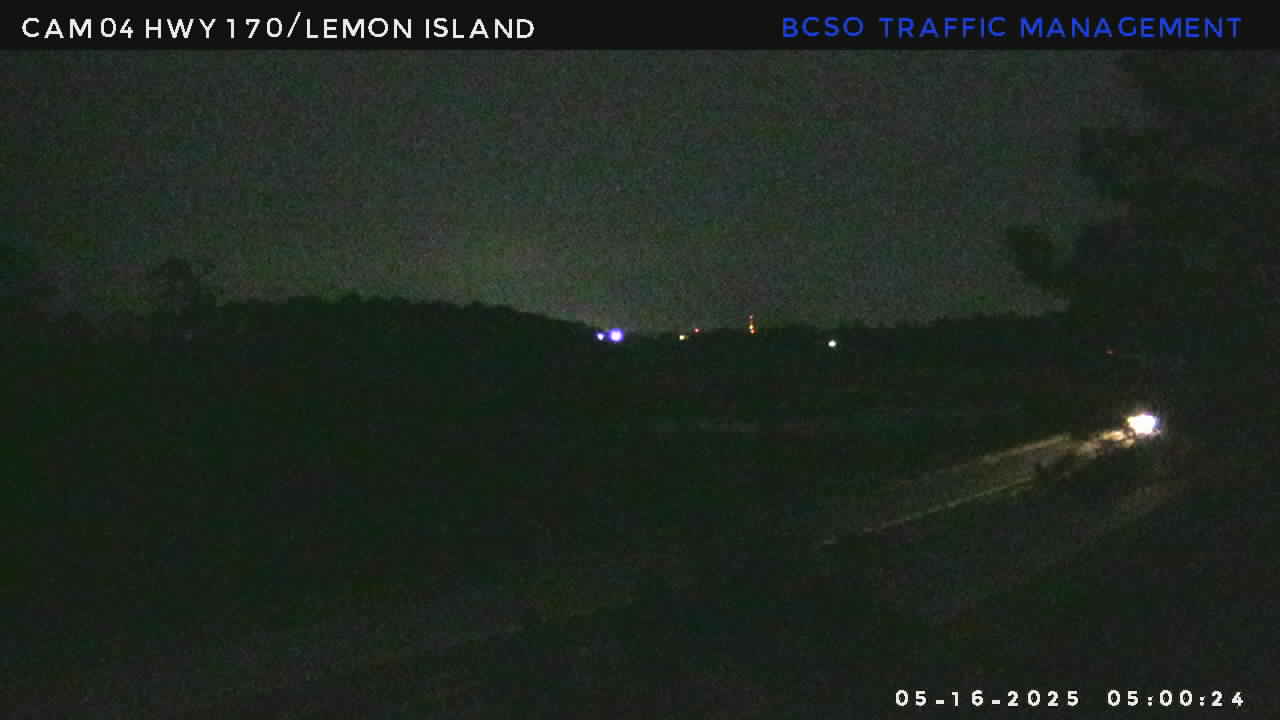 CAM04 HWY 170/LEMON ISLAND
BCSO TRAFFIC MANAGEMENT
05-16-2025 05:00:24